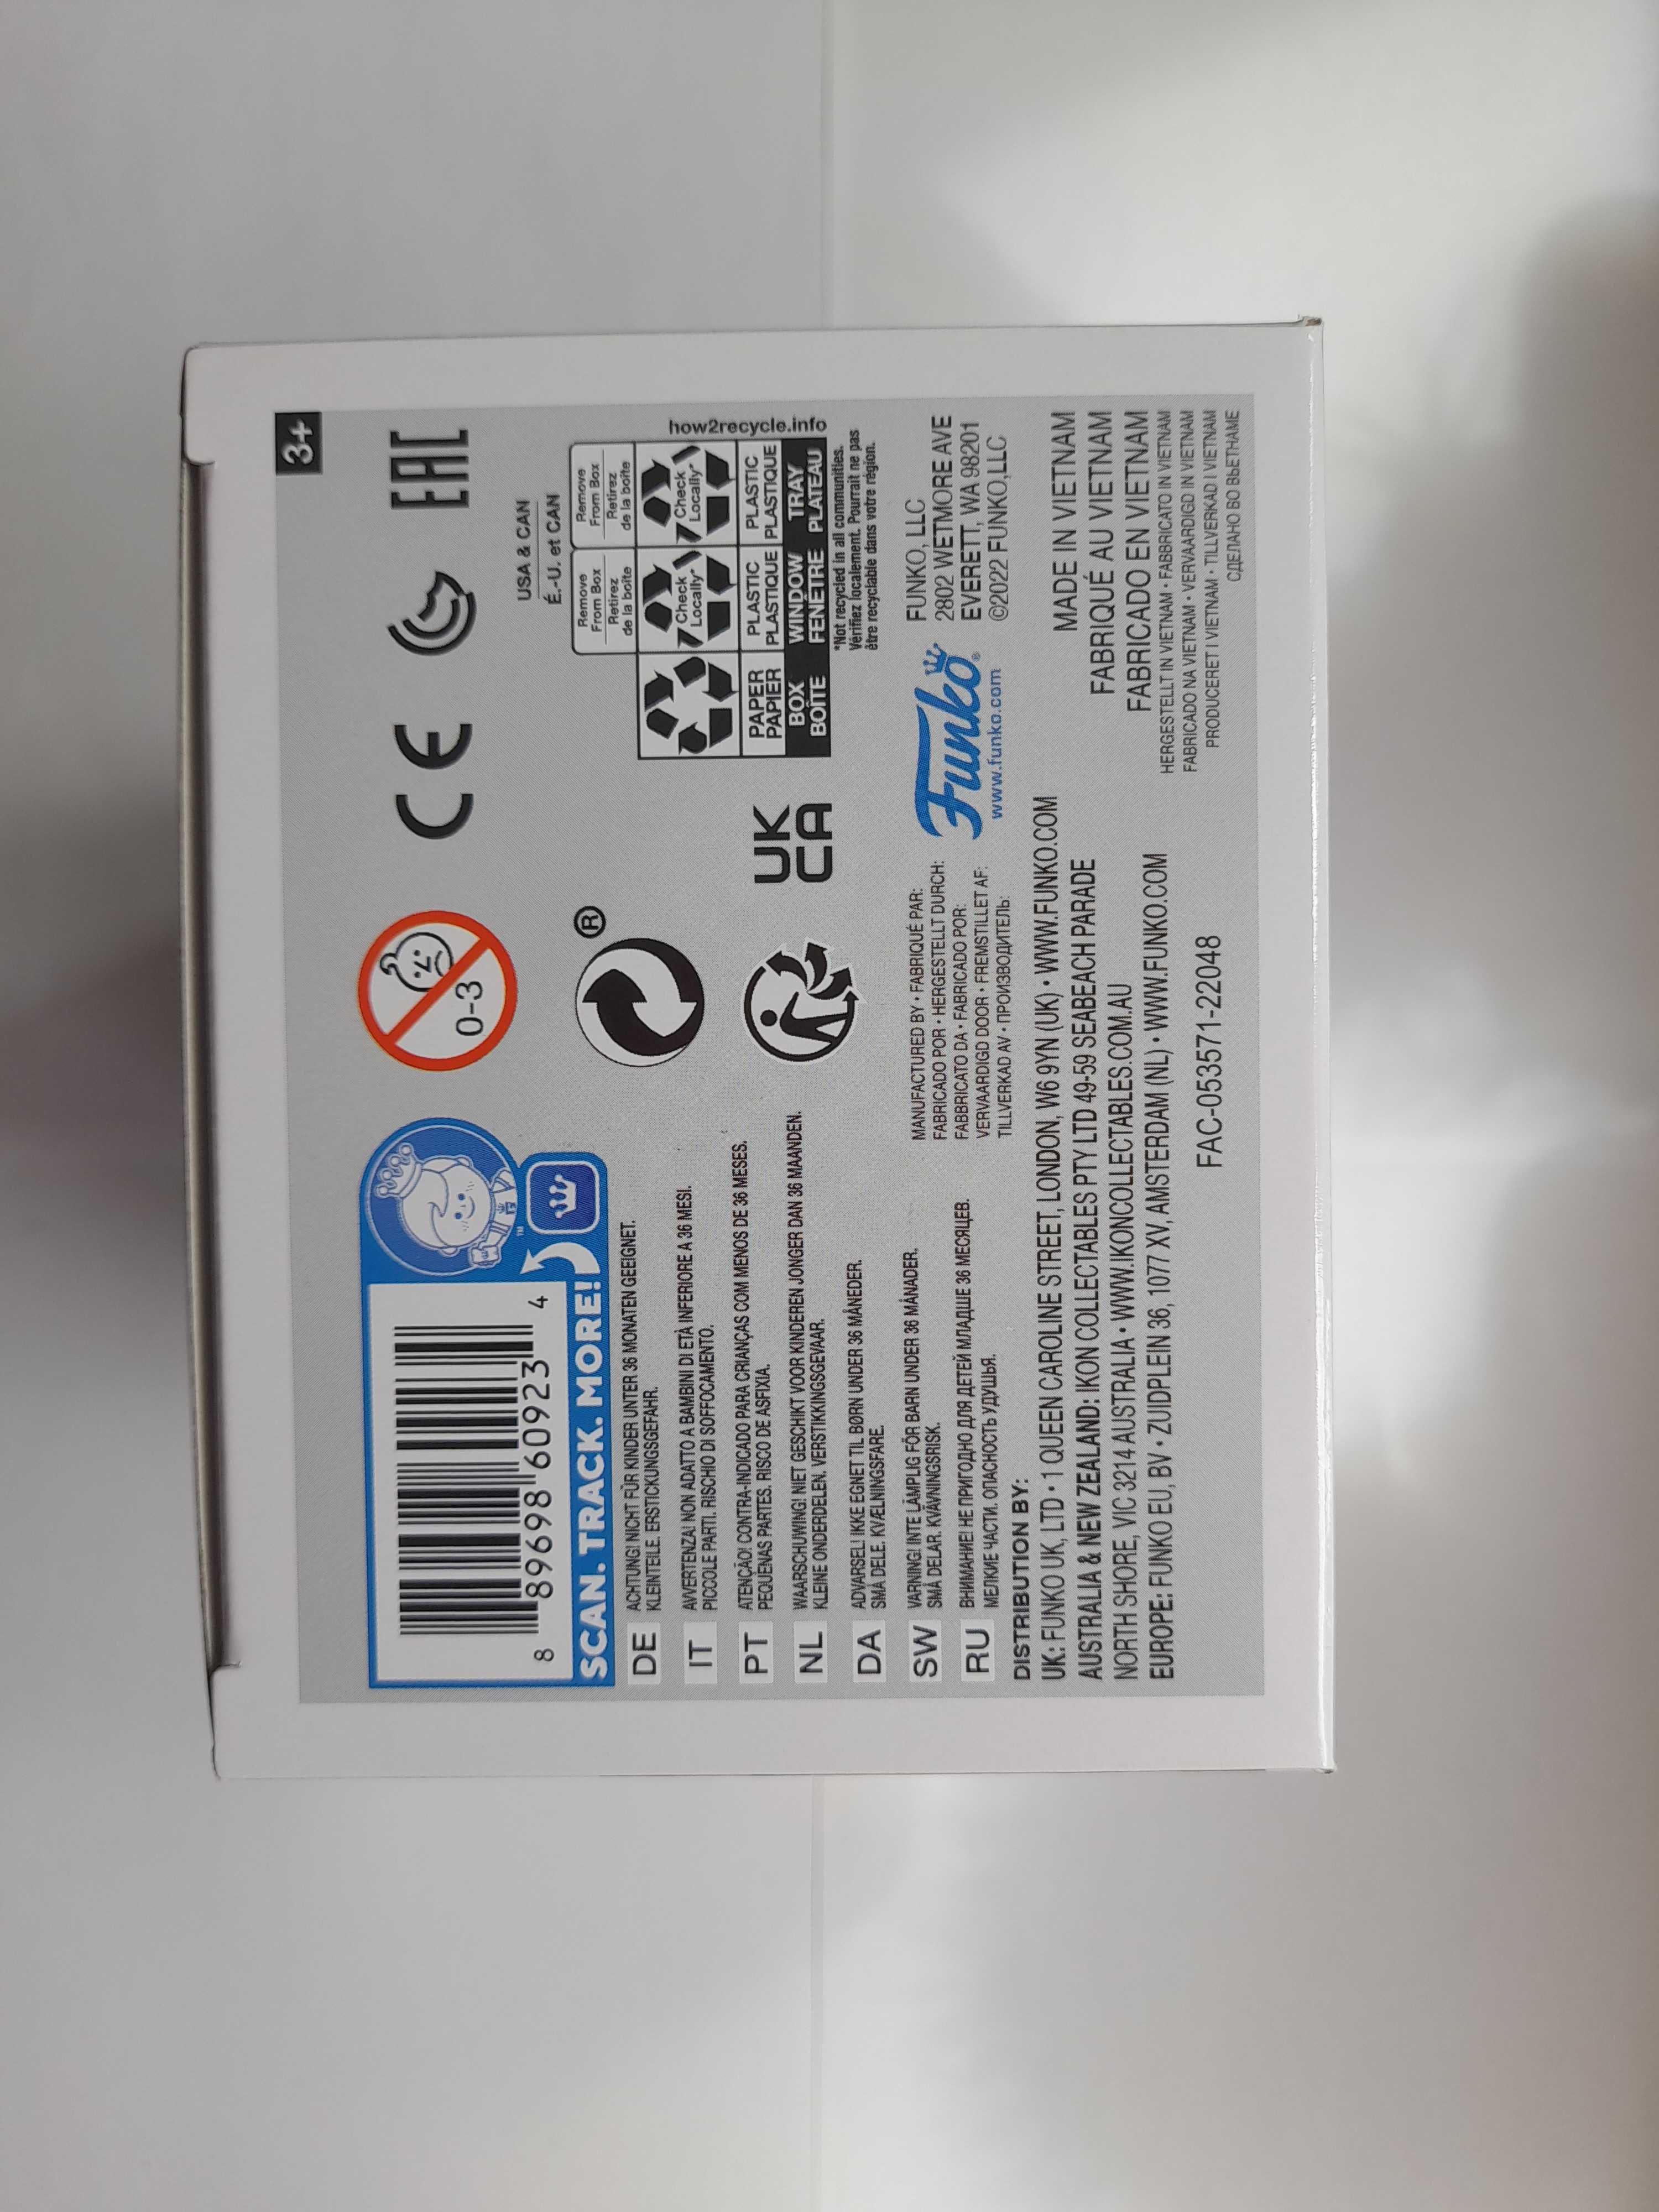 3+
8 89698 60923 4
SCAN. TRACK. MORE!
™
0-3
CE
EAC
®
UK
CA
USA & CAN
É.-U. et CAN
Remove
From Box
Retirez
de la boîte
Remove
From Box
Retirez
de la boîte
Check
Locally*
Check
Locally*
PAPER
PAPIER
PLASTIC
PLASTIQUE
PLASTIC
PLASTIQUE
BOX
BOÎTE
WINDOW
FENÊTRE
TRAY
PLATEAU
how2recycle.info
*Not recycled in all communities.
Vérifiez localement. Pourrait ne pas
être recyclable dans votre région.
DE ACHTUNG! NICHT FÜR KINDER UNTER 36 MONATEN GEEIGNET.
KLEINTEILE. ERSTICKUNGSGEFAHR.
IT AVVERTENZA! NON ADATTO A BAMBINI DI ETÀ INFERIORE A 36 MESI.
PICCOLE PARTI. RISCHIO DI SOFFOCAMENTO.
PT ATENÇÃO! CONTRA-INDICADO PARA CRIANÇAS COM MENOS DE 36 MESES.
PEQUENAS PARTES. RISCO DE ASFIXIA.
NL WAARSCHUWING! NIET GESCHIKT VOOR KINDEREN JONGER DAN 36 MAANDEN.
KLEINE ONDERDELEN. VERSTIKKINGSGEVAAR.
DA ADVARSEL! IKKE EGNET TIL BØRN UNDER 36 MÅNEDER.
SMÅ DELE. KVÆLNINGSFARE.
SW VARNING! INTE LÄMPLIG FÖR BARN UNDER 36 MÅNADER.
SMÅ DELAR. KVÄVNINGSRISK.
RU ВНИМАНИЕ! НЕ ПРИГОДНО ДЛЯ ДЕТЕЙ МЛАДШЕ 36 МЕСЯЦЕВ.
МЕЛКИЕ ЧАСТИ. ОПАСНОСТЬ УДУШЬЯ.
MANUFACTURED BY • FABRIQUÉ PAR:
FABRICADO POR • HERGESTELLT DURCH:
FABBRICATO DA • FABRICADO POR:
VERVAARDIGD DOOR • FREMSTILLET AF:
TILLVERKAD AV • ПРОИЗВОДИТЕЛЬ:
Funko®
www.funko.com
FUNKO, LLC
2802 WETMORE AVE
EVERETT, WA 98201
©2022 FUNKO,LLC
DISTRIBUTION BY:
UK: FUNKO UK, LTD • 1 QUEEN CAROLINE STREET, LONDON, W6 9YN (UK) • WWW.FUNKO.COM
AUSTRALIA & NEW ZEALAND: IKON COLLECTABLES PTY LTD 49-59 SEABEACH PARADE
NORTH SHORE, VIC 3214 AUSTRALIA • WWW.IKONCOLLECTABLES.COM.AU
EUROPE: FUNKO EU, BV • ZUIDPLEIN 36, 1077 XV, AMSTERDAM (NL) • WWW.FUNKO.COM
FAC-053571-22048
MADE IN VIETNAM
FABRIQUÉ AU VIETNAM
FABRICADO EN VIETNAM
HERGESTELLT IN VIETNAM • FABBRICATO IN VIETNAM
FABRICADO NA VIETNAM • VERVAARDIGD IN VIETNAM
PRODUCERET I VIETNAM • TILLVERKAD I VIETNAM
СДЕЛАНО ВО ВЬЕТНАМЕ